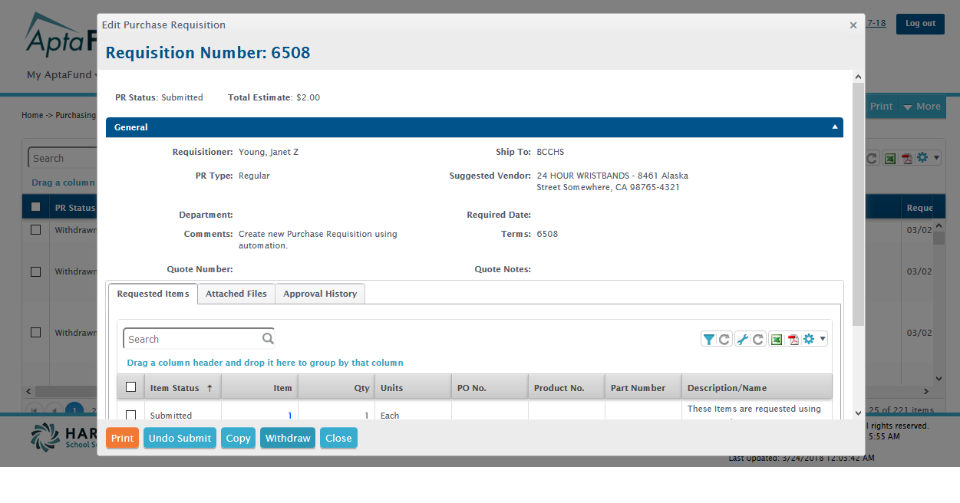 Edit Purchase Requisition
×
Requisition Number: 6508
7-18
Log out
AptaF
My AptaFund
Home -> Purchasing
Print
More
PR Status: Submitted
Total Estimate: $2.00
General
Requisitioner: Young, Janet Z
Ship To: BCCHS
PR Type: Regular
Suggested Vendor: 24 HOUR WRISTBANDS - 8461 Alaska
Street Somewhere, CA 98765-4321
Department:
Required Date:
Comments: Create new Purchase Requisition using
automation.
Terms: 6508
Quote Number:
Quote Notes:
Requested Items
Attached Files
Approval History
Search
Drag a column header and drop it here to group by that column
Item Status ↑
Item
Qty
Units
PO No.
Product No.
Part Number
Description/Name
Submitted
1
1
Each
These Items are requested using
Print
Undo Submit
Copy
Withdraw
Close
Search
Drag a column
PR Status
Reque
Withdrawn
03/02
Withdrawn
03/02
Withdrawn
03/02
1
2
25 of 221 items
HAR
School S
l rights reserved.
5:55 AM
Last Updated: 3/24/2018 12:03:42 AM